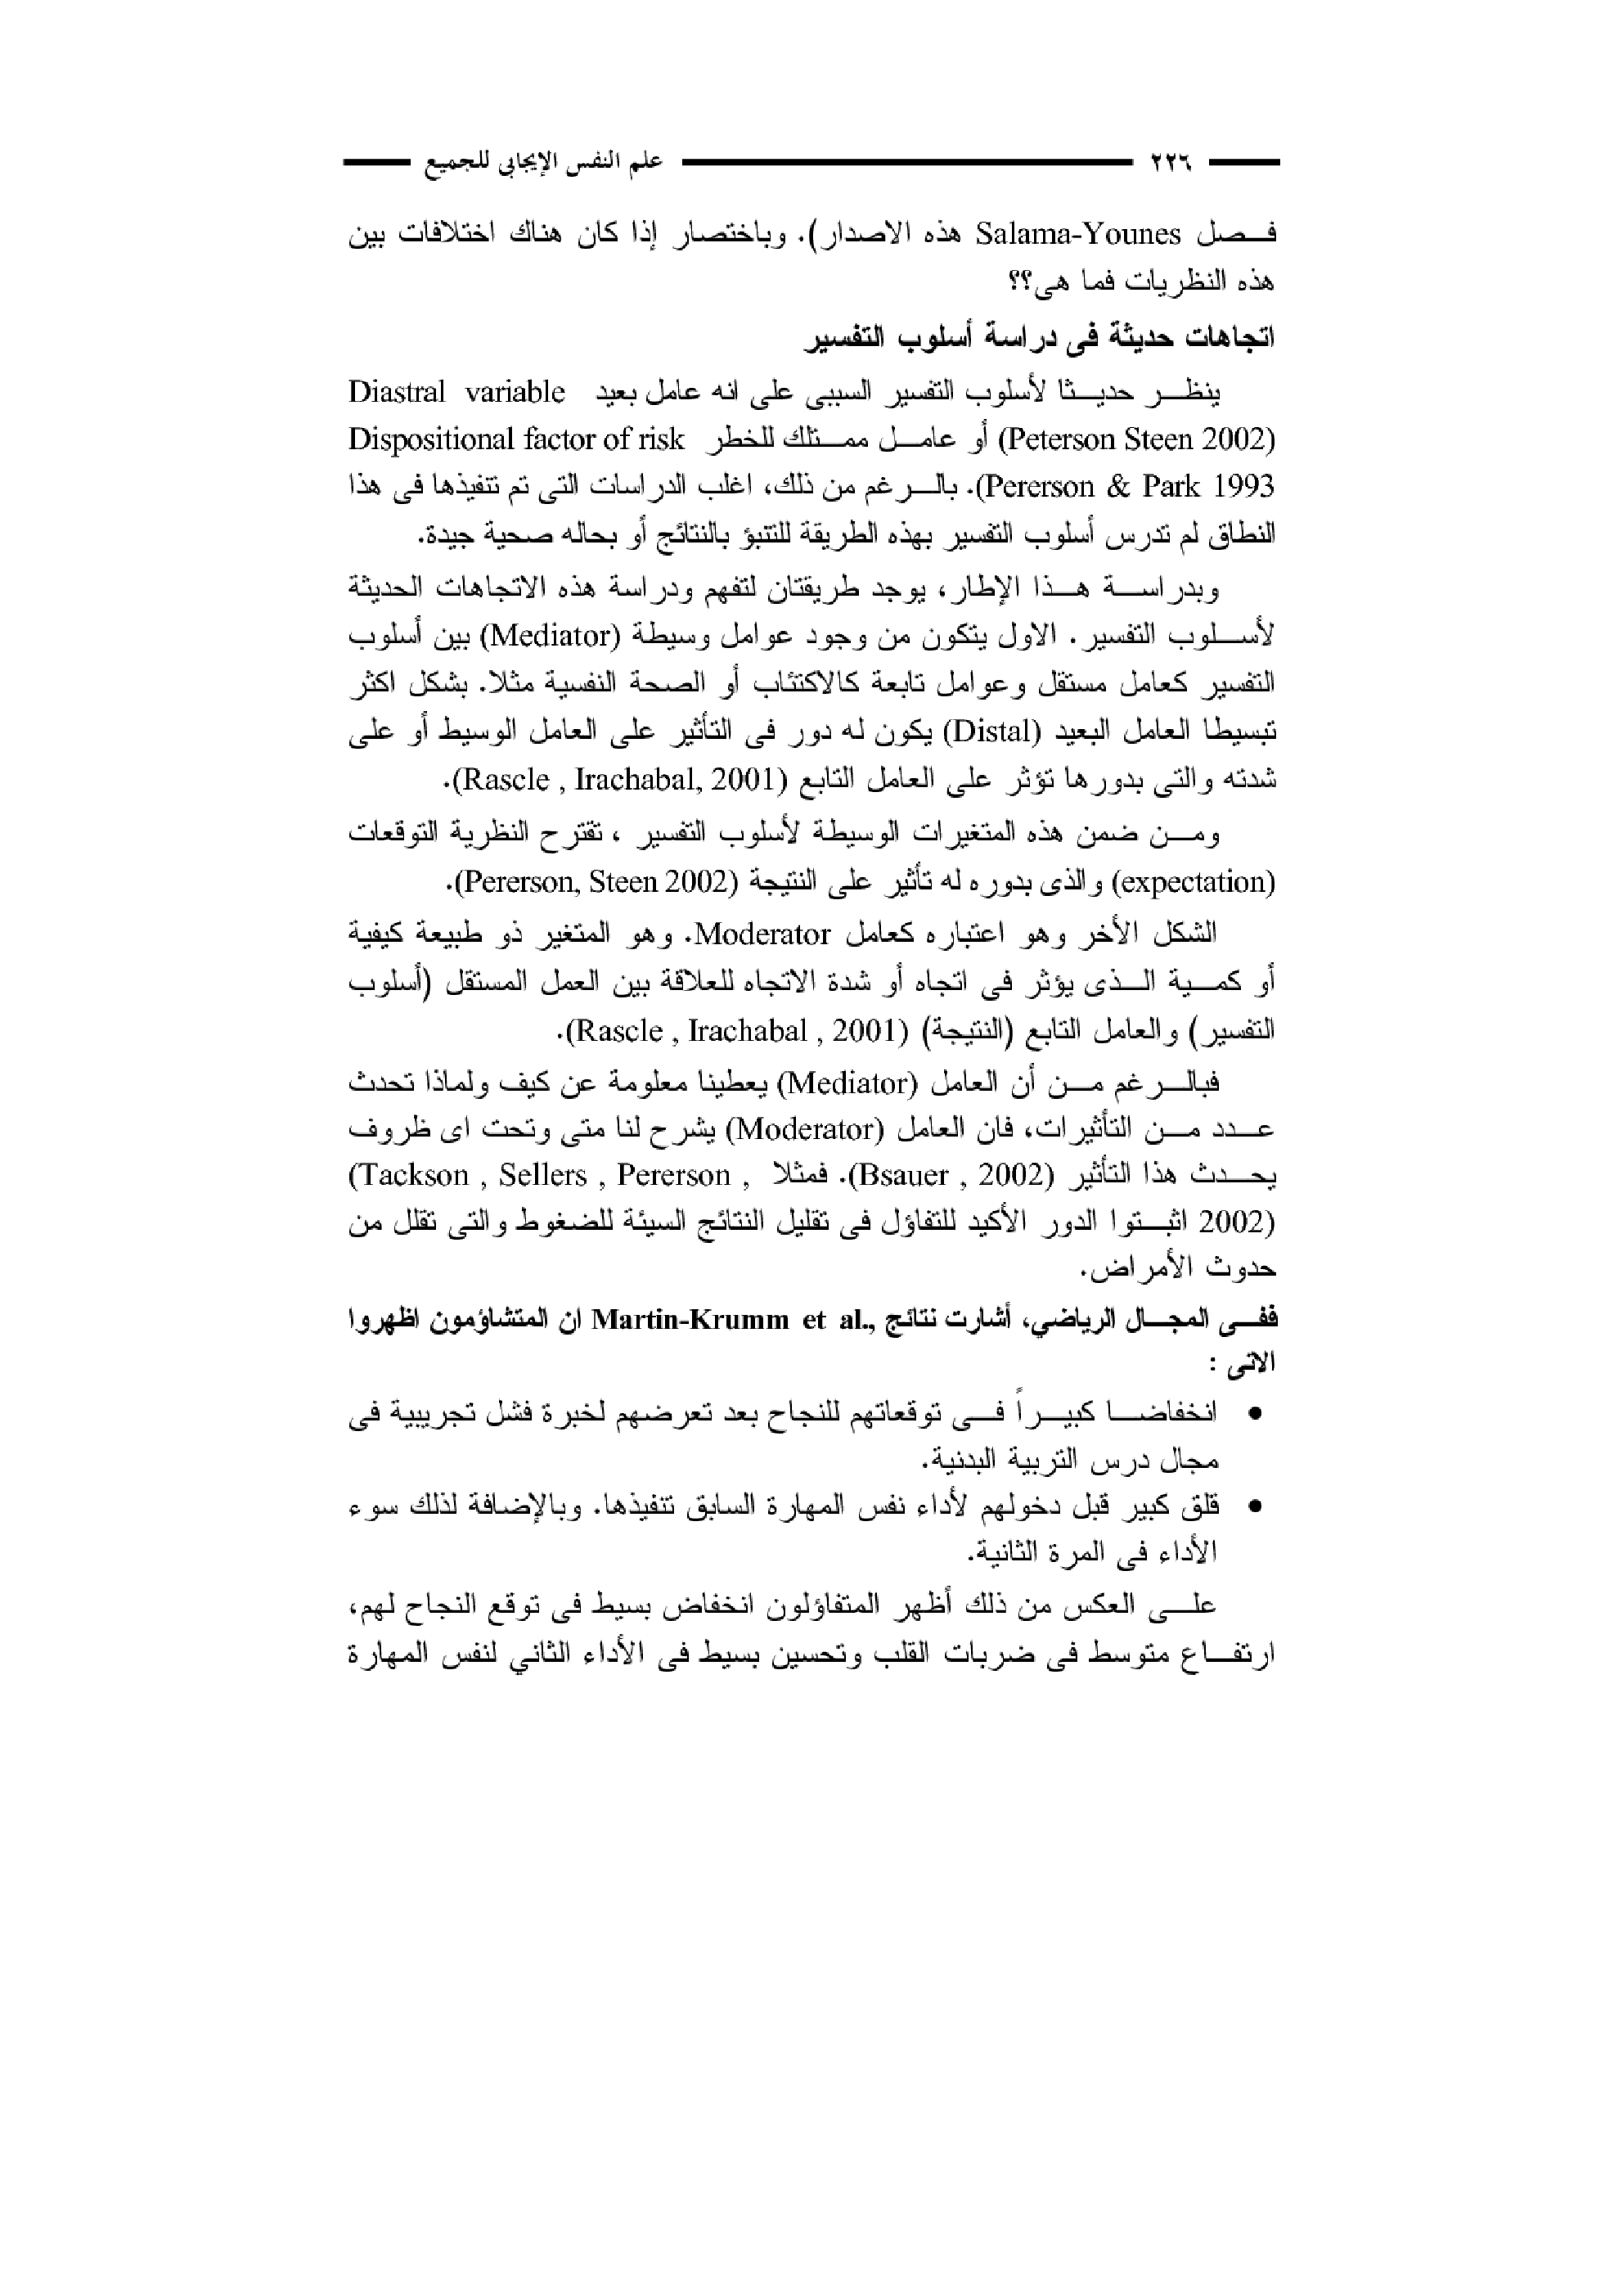 ٢٢٦ علم النفس الإيجابي للجميع
فصل Salama-Younes هذه الاصدار). وباختصار إذا كان هناك اختلافات بين
هذه النظريات فما هى؟؟
اتجاهات حديثة فى دراسة أسلوب التفسير
ينظر حديثا لأسلوب التفسير السببى على انه عامل بعيد Diastral variable
(Peterson Steen 2002) أو عامل ممتلك للخطر Dispositional factor of risk
Pererson & Park 1993). بالرغم من ذلك، اغلب الدراسات التى تم تنفيذها فى هذا
النطاق لم تدرس أسلوب التفسير بهذه الطريقة للتنبؤ بالنتائج أو بحاله صحية جيدة.
وبدراسة هذا الإطار، يوجد طريقتان لتفهم ودراسة هذه الاتجاهات الحديثة
لأسلوب التفسير. الاول يتكون من وجود عوامل وسيطة (Mediator) بين أسلوب
التفسير كعامل مستقل وعوامل تابعة كالاكتئاب أو الصحة النفسية مثلا. بشكل اكثر
تبسيطا العامل البعيد (Distal) يكون له دور فى التأثير على العامل الوسيط أو على
شدته والتى بدورها تؤثر على العامل التابع (Rascle , Irachabal, 2001).
ومن ضمن هذه المتغيرات الوسيطة لأسلوب التفسير ، تقترح النظرية التوقعات
(expectation) والذى بدوره له تأثير على النتيجة (Pererson, Steen 2002).
الشكل الأخر وهو اعتباره كعامل Moderator. وهو المتغير ذو طبيعة كيفية
أو كمية الذى يؤثر فى اتجاه أو شدة الاتجاه للعلاقة بين العمل المستقل (أسلوب
التفسير) والعامل التابع (النتيجة) (Rascle , Irachabal , 2001).
فبالرغم من أن العامل (Mediator) يعطينا معلومة عن كيف ولماذا تحدث
عدد من التأثيرات، فان العامل (Moderator) يشرح لنا متى وتحت اى ظروف
يحدث هذا التأثير (Bsauer , 2002). فمثلا (Tackson , Sellers , Pererson ,
2002) اثبتوا الدور الأكيد للتفاؤل فى تقليل النتائج السيئة للضغوط والتى تقلل من
حدوث الأمراض.
ففى المجال الرياضي، أشارت نتائج Martin-Krumm et al., ان المتشاؤمون اظهروا
الاتى :
• انخفاضا كبيراً فى توقعاتهم للنجاح بعد تعرضهم لخبرة فشل تجريبية فى
مجال درس التربية البدنية.
• قلق كبير قبل دخولهم لأداء نفس المهارة السابق تنفيذها. وبالإضافة لذلك سوء
الأداء فى المرة الثانية.
على العكس من ذلك أظهر المتفاؤلون انخفاض بسيط فى توقع النجاح لهم،
ارتفاع متوسط فى ضربات القلب وتحسين بسيط فى الأداء الثاني لنفس المهارة